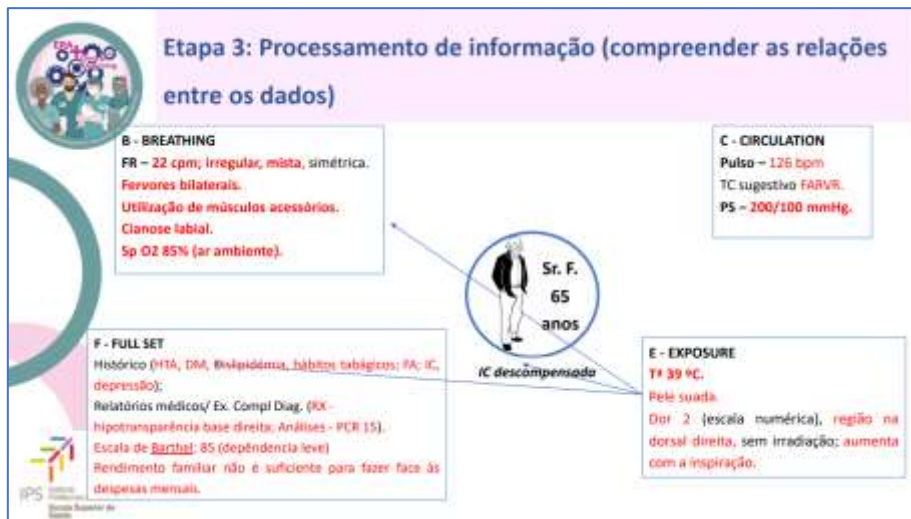 Etapa 3: Processamento de informação (compreender as relações
entre os dados)
B - BREATHING
FR – 22 cpm; irregular, mista, simétrica.
Fervores bilaterais.
Utilização de músculos acessórios.
Cianose labial.
Sp O2 85% (ar ambiente).
C - CIRCULATION
Pulso – 126 bpm
TC sugestivo FARVR.
PS – 200/100 mmHg.
Sr. F.
65
anos
IC descompensada
F - FULL SET
Histórico (HTA, DM, Dislipidémia, hábitos tabágicos; FA; IC,
depressão);
Relatórios médicos/ Ex. Compl Diag. (RX -
hipotransparência base direita; Análises - PCR 15).
Escala de Barthel: 85 (dependência leve)
Rendimento familiar não é suficiente para fazer face às
despesas mensais.
E - EXPOSURE
Tª 39 ºC.
Pele suada.
Dor 2 (escala numérica), região na
dorsal direita, sem irradiação; aumenta
com a inspiração.
IPS
Escola Superior de
Saúde